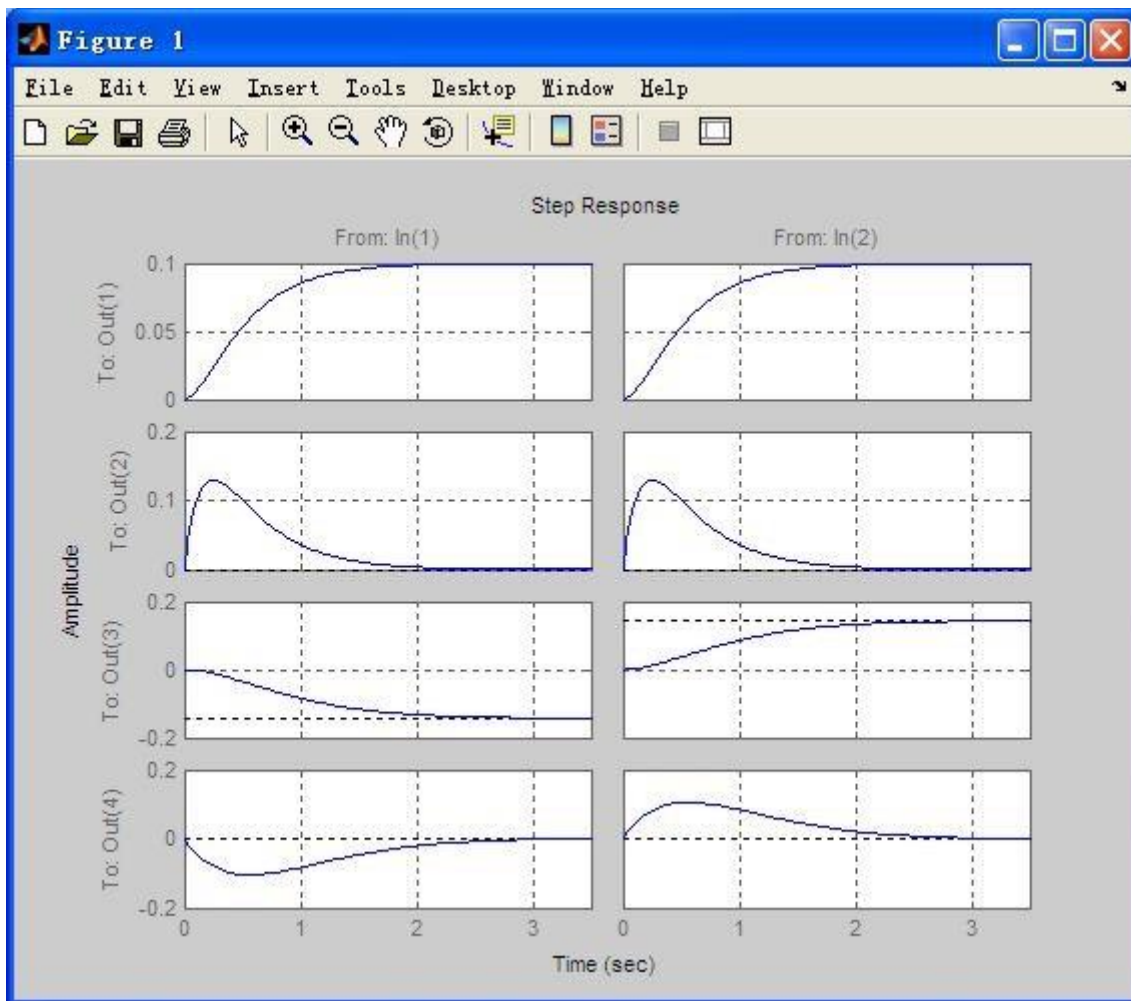 Figure 1
File Edit View Insert Tools Desktop Window Help
Step Response
From: In(1) From: In(2)
To: Out(1)
0.1
0.05
0
To: Out(2)
0.2
0.1
0
Amplitude
To: Out(3)
0.2
0
-0.2
To: Out(4)
0.2
0
-0.2
0 1 2 3 0 1 2 3
Time (sec)